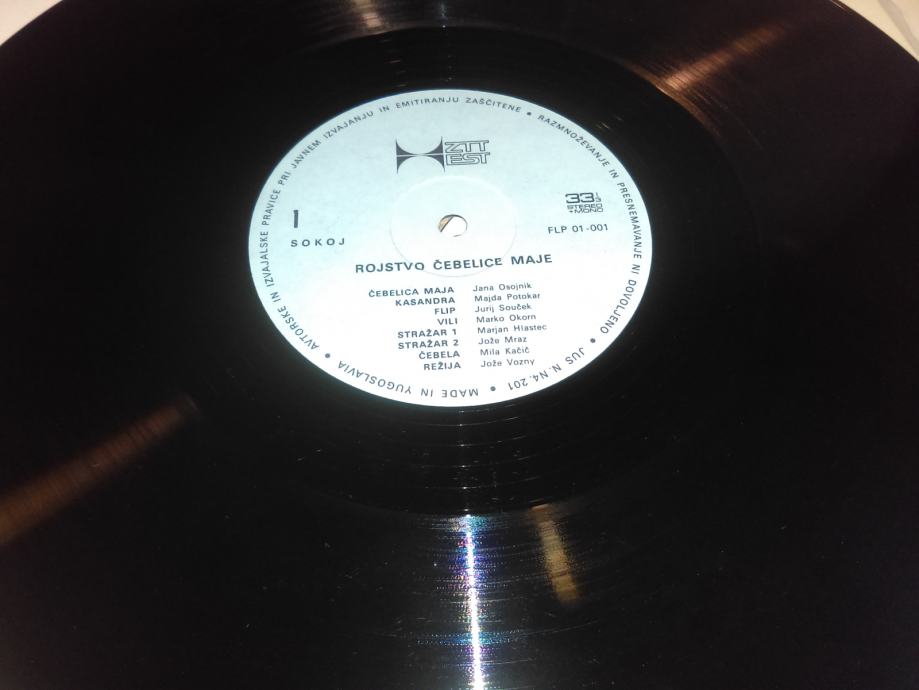 AVTORSKE IN IZVAJALSKE PRAVICE PRI JAVNEM IZVAJANJU IN EMITIRANJU ZAŠČITENE • RAZMNOŽEVANJE IN PRESNEMAVANJE NI DOVOLJENO • JUS N. N4. 201 • MADE IN YUGOSLAVIA •
ZTT
EST
1
SOKOJ
33 1/3
STEREO
+MONO
FLP 01-001
ROJSTVO ČEBELICE MAJE
ČEBELICA MAJA Jana Osojnik
KASANDRA Majda Potokar
FLIP Jurij Souček
VILI Marko Okorn
STRAŽAR 1 Marjan Hlastec
STRAŽAR 2 Jože Mraz
ČEBELA Mila Kačič
REŽIJA Jože Vozny